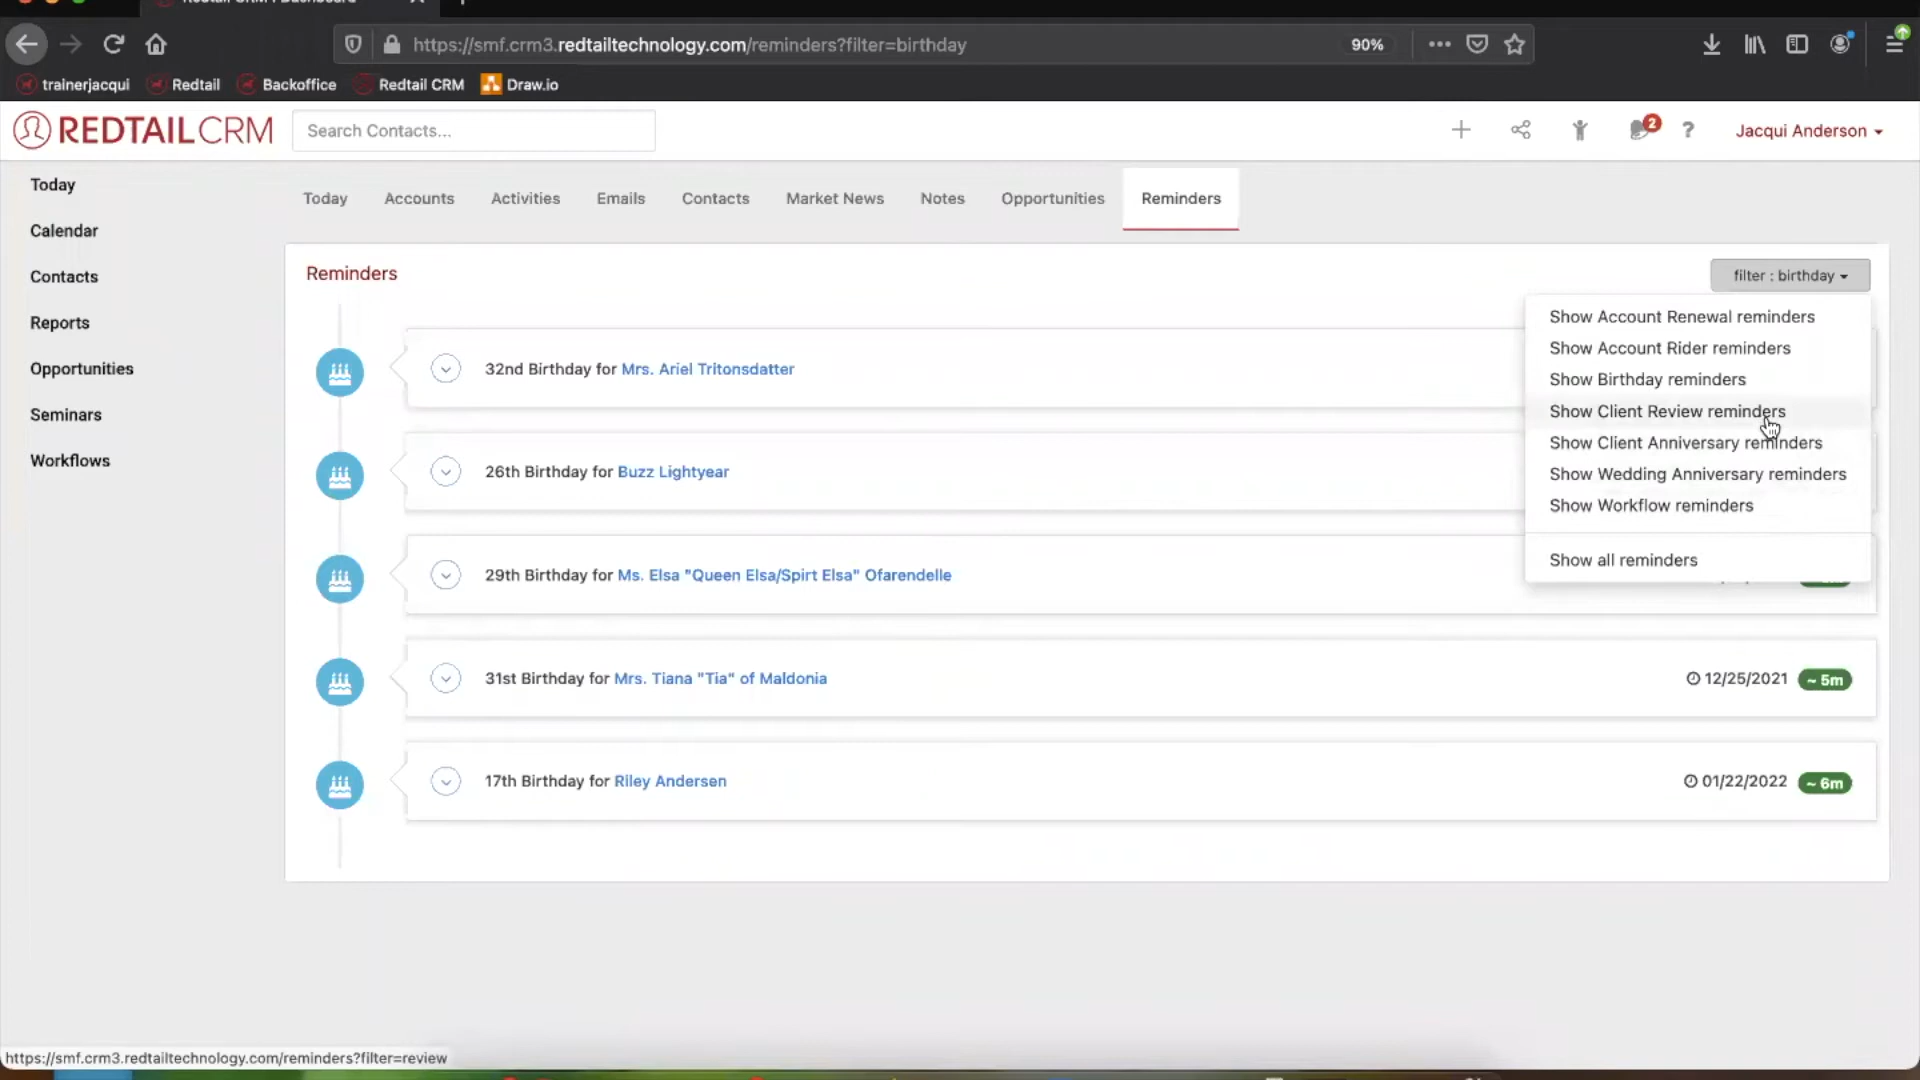 https://smf.crm3.redtailtechnology.com/reminders?filter=birthday
90%
trainerjacqui Redtail Backoffice Redtail CRM Draw.io
REDTAILCRM Search Contacts... 2 ? Jacqui Anderson
Today
Calendar
Contacts
Reports
Opportunities
Seminars
Workflows
Today Accounts Activities Emails Contacts Market News Notes Opportunities Reminders
Reminders
filter : birthday
Show Account Renewal reminders
Show Account Rider reminders
Show Birthday reminders
Show Client Review reminders
Show Client Anniversary reminders
Show Wedding Anniversary reminders
Show Workflow reminders
Show all reminders
32nd Birthday for Mrs. Ariel Tritonsdatter
26th Birthday for Buzz Lightyear
29th Birthday for Ms. Elsa "Queen Elsa/Spirt Elsa" Ofarendelle
31st Birthday for Mrs. Tiana "Tia" of Maldonia 12/25/2021 ~ 5m
17th Birthday for Riley Andersen 01/22/2022 ~ 6m
https://smf.crm3.redtailtechnology.com/reminders?filter=review